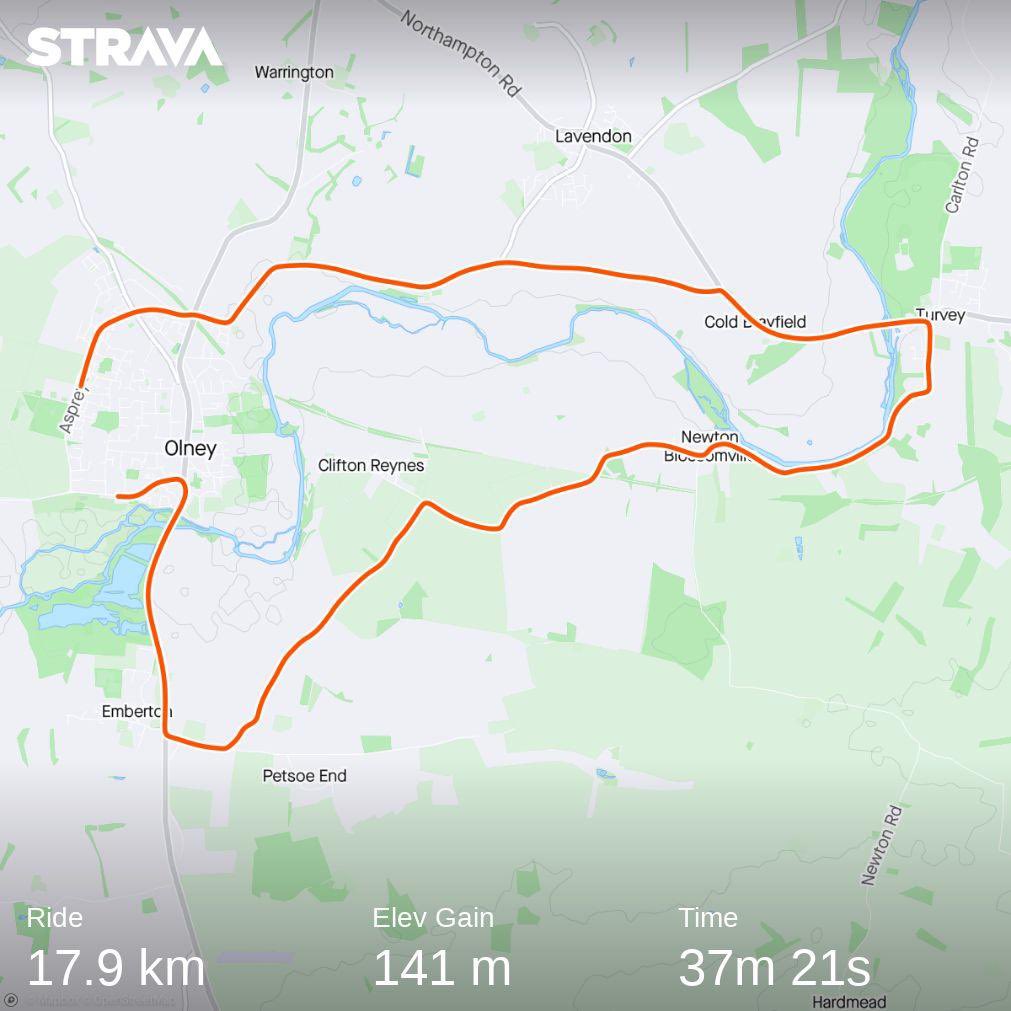 STRAVA
Northampton Rd
Warrington
Lavendon
Carlton Rd
Turvey
Cold Brayfield
Asprey
Newton
Blossomville
Olney
Clifton Reynes
Emberton
Petsoe End
Newton Rd
Ride
Elev Gain
Time
17.9 km
141 m
37m 21s
© Mapbox © OpenStreetMap
Hardmead